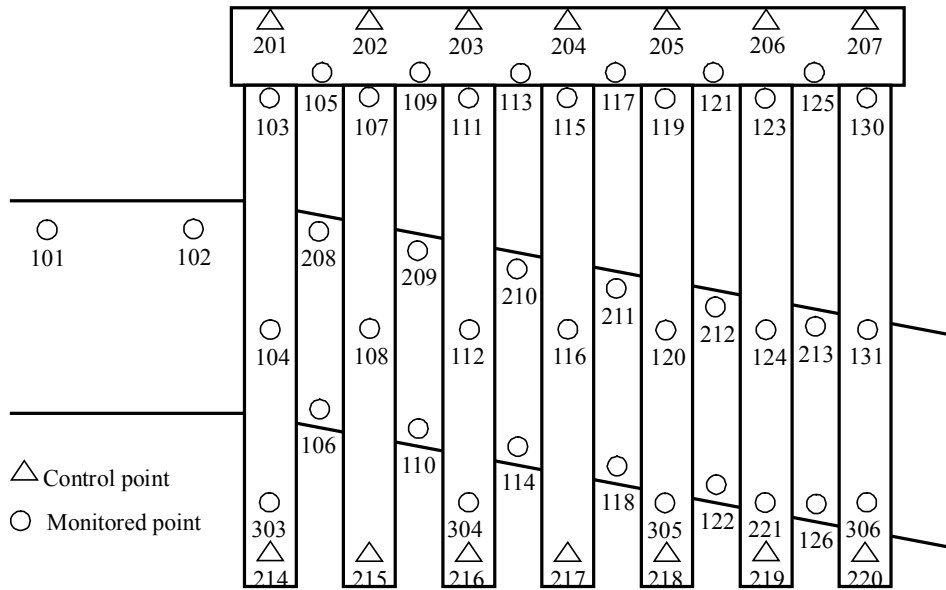 201 202 203 204 205 206 207
105 109 113 117 121 125
103 107 111 115 119 123 130
101 102 208 209 210 211 212 213
104 108 112 116 120 124 131
106 110 114 118 122 126
Control point
Monitored point
303 304 305 221 306
214 215 216 217 218 219 220